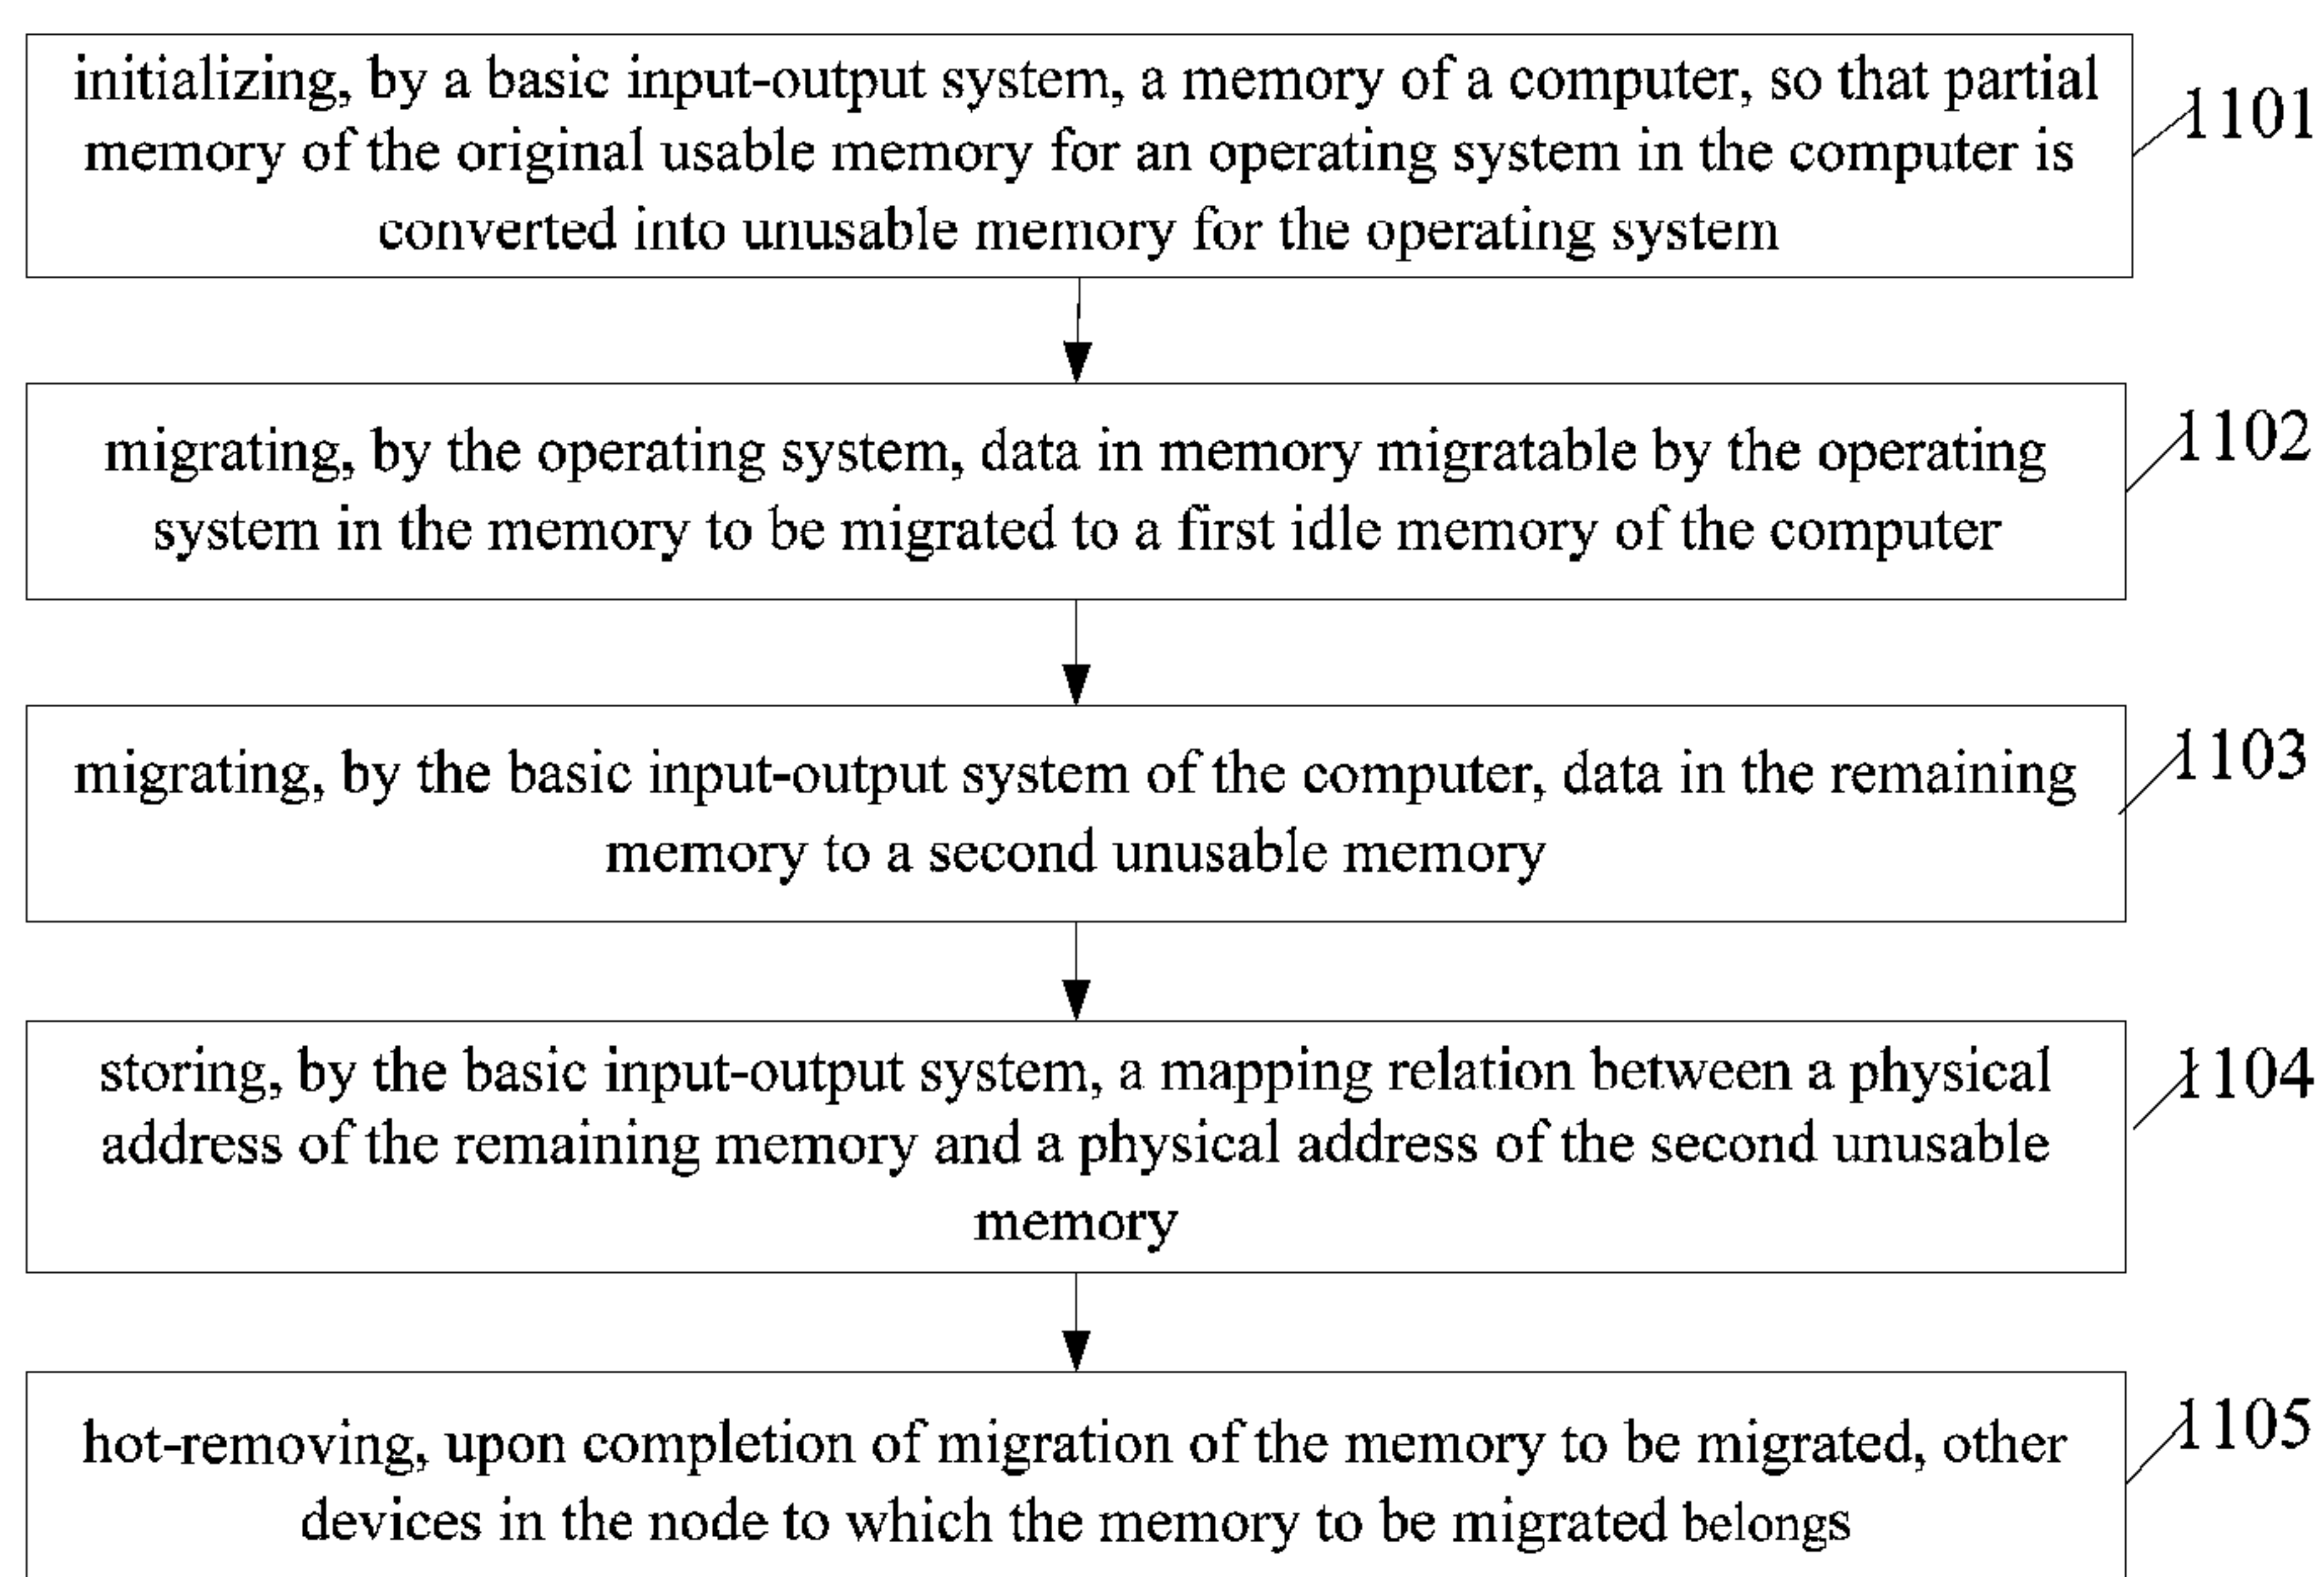 initializing, by a basic input-output system, a memory of a computer, so that partial
1101
memory of the original usable memory for an operating system in the computer is
converted into unusable memory for the operating system
migrating, by the operating system, data in memory migratable by the operating
1102
system in the memory to be migrated to a first idle memory of the computer
migrating, by the basic input-output system of the computer, data in the remaining
1103
memory to a second unusable memory
storing, by the basic input-output system, a mapping relation between a physical
1104
address of the remaining memory and a physical address of the second unusable
memory
hot-removing, upon completion of migration of the memory to be migrated, other
1105
devices in the node to which the memory to be migrated belongs